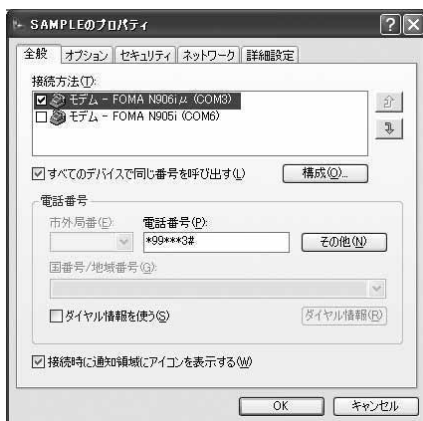 SAMPLEのプロパティ
全般 オプション セキュリティ ネットワーク 詳細設定
接続方法(T):
モデム - FOMA N906iμ (COM3)
モデム - FOMA N905i (COM6)
すべてのデバイスで同じ番号を呼び出す(L) 構成(O)...
電話番号
市外局番(E): 電話番号(P):
*99***3# その他(N)
国番号/地域番号(G):
ダイヤル情報を使う(S) ダイヤル情報(R)
接続時に通知領域にアイコンを表示する(W)
OK キャンセル